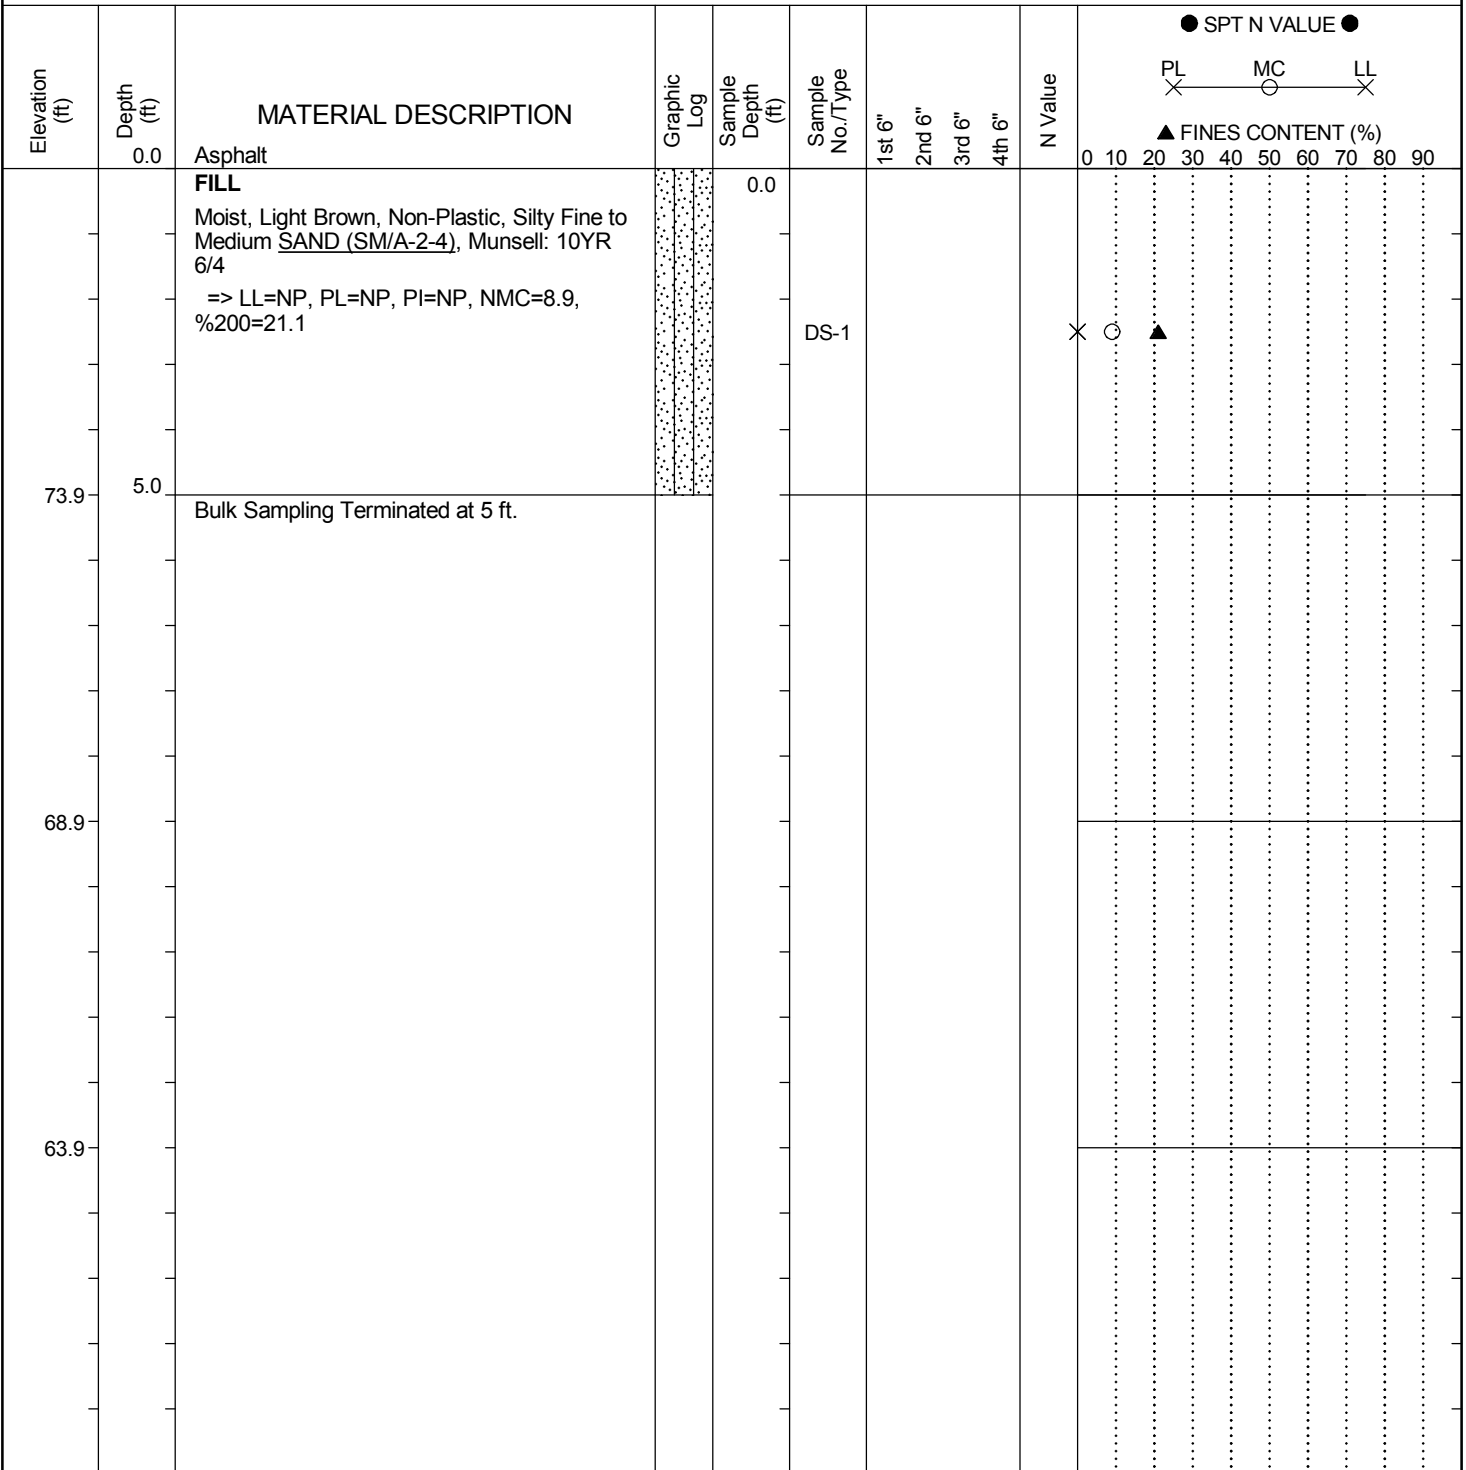 ● SPT N VALUE ●
PL MC LL
▲ FINES CONTENT (%)
0 10 20 30 40 50 60 70 80 90
Elevation
(ft)
Depth
(ft)
MATERIAL DESCRIPTION
Graphic
Log
Sample
Depth
(ft)
Sample
No./Type
1st 6"
2nd 6"
3rd 6"
4th 6"
N Value
0.0 Asphalt
FILL
0.0
Moist, Light Brown, Non-Plastic, Silty Fine to
Medium SAND (SM/A-2-4), Munsell: 10YR
6/4
=> LL=NP, PL=NP, PI=NP, NMC=8.9,
%200=21.1
DS-1
73.9 5.0
Bulk Sampling Terminated at 5 ft.
68.9
63.9